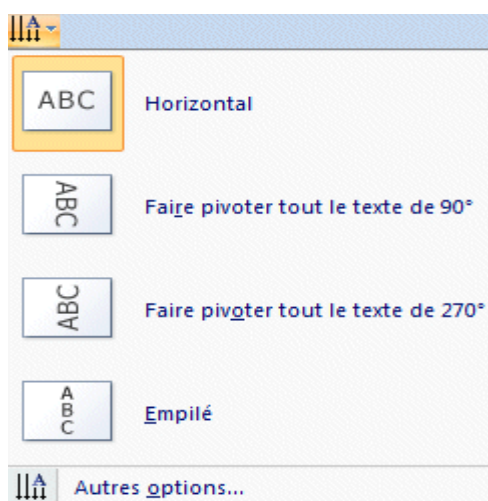 A
ABC
Horizontal
ABC
Faire pivoter tout le texte de 90°
ABC
Faire pivoter tout le texte de 270°
A
B
C
Empilé
A
Autres options...